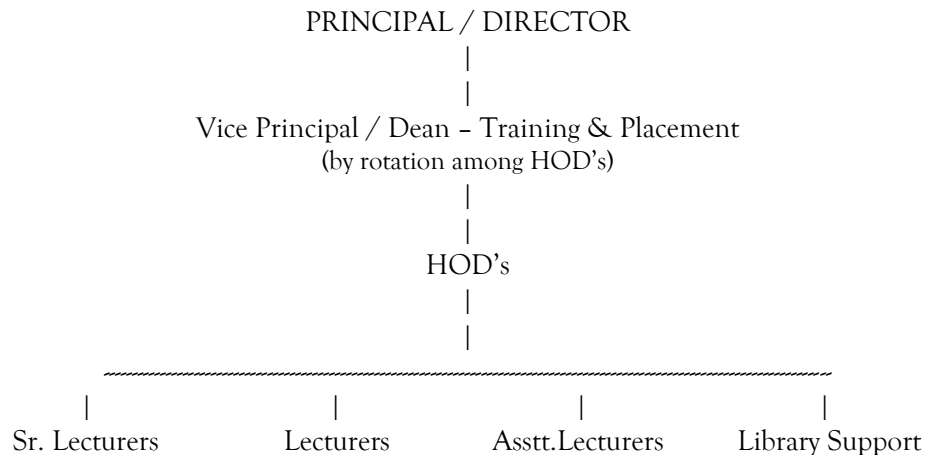 PRINCIPAL / DIRECTOR
|
|
Vice Principal / Dean – Training & Placement
(by rotation among HOD's)
|
|
HOD's
|
|
| | | |
Sr. Lecturers Lecturers Asstt.Lecturers Library Support